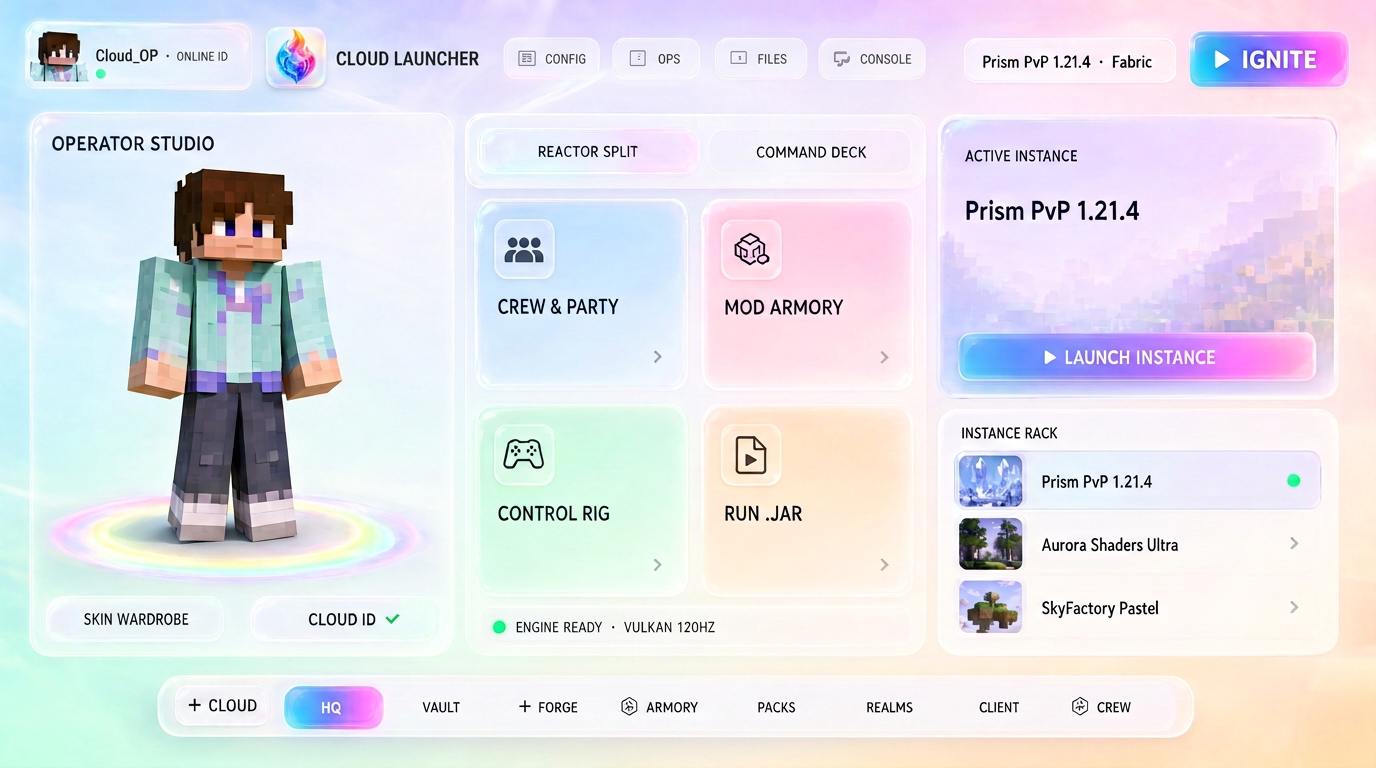 Cloud_OP · ONLINE ID
CLOUD LAUNCHER
CONFIG
OPS
FILES
CONSOLE
Prism PvP 1.21.4 · Fabric
IGNITE
OPERATOR STUDIO
SKIN WARDROBE
CLOUD ID
REACTOR SPLIT
COMMAND DECK
CREW & PARTY
MOD ARMORY
CONTROL RIG
RUN .JAR
ENGINE READY · VULKAN 120HZ
ACTIVE INSTANCE
Prism PvP 1.21.4
LAUNCH INSTANCE
INSTANCE RACK
Prism PvP 1.21.4
Aurora Shaders Ultra
SkyFactory Pastel
+ CLOUD
HQ
VAULT
+ FORGE
ARMORY
PACKS
REALMS
CLIENT
CREW